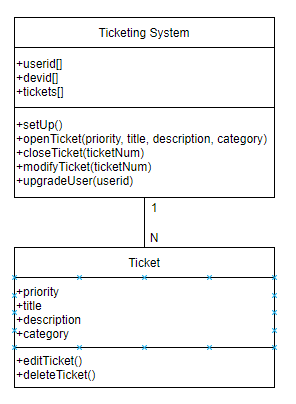 Ticketing System
+userid[]
+devid[]
+tickets[]
+setUp()
+openTicket(priority, title, description, category)
+closeTicket(ticketNum)
+modifyTicket(ticketNum)
+upgradeUser(userid)
1
N
Ticket
+priority
+title
+description
+category
+editTicket()
+deleteTicket()